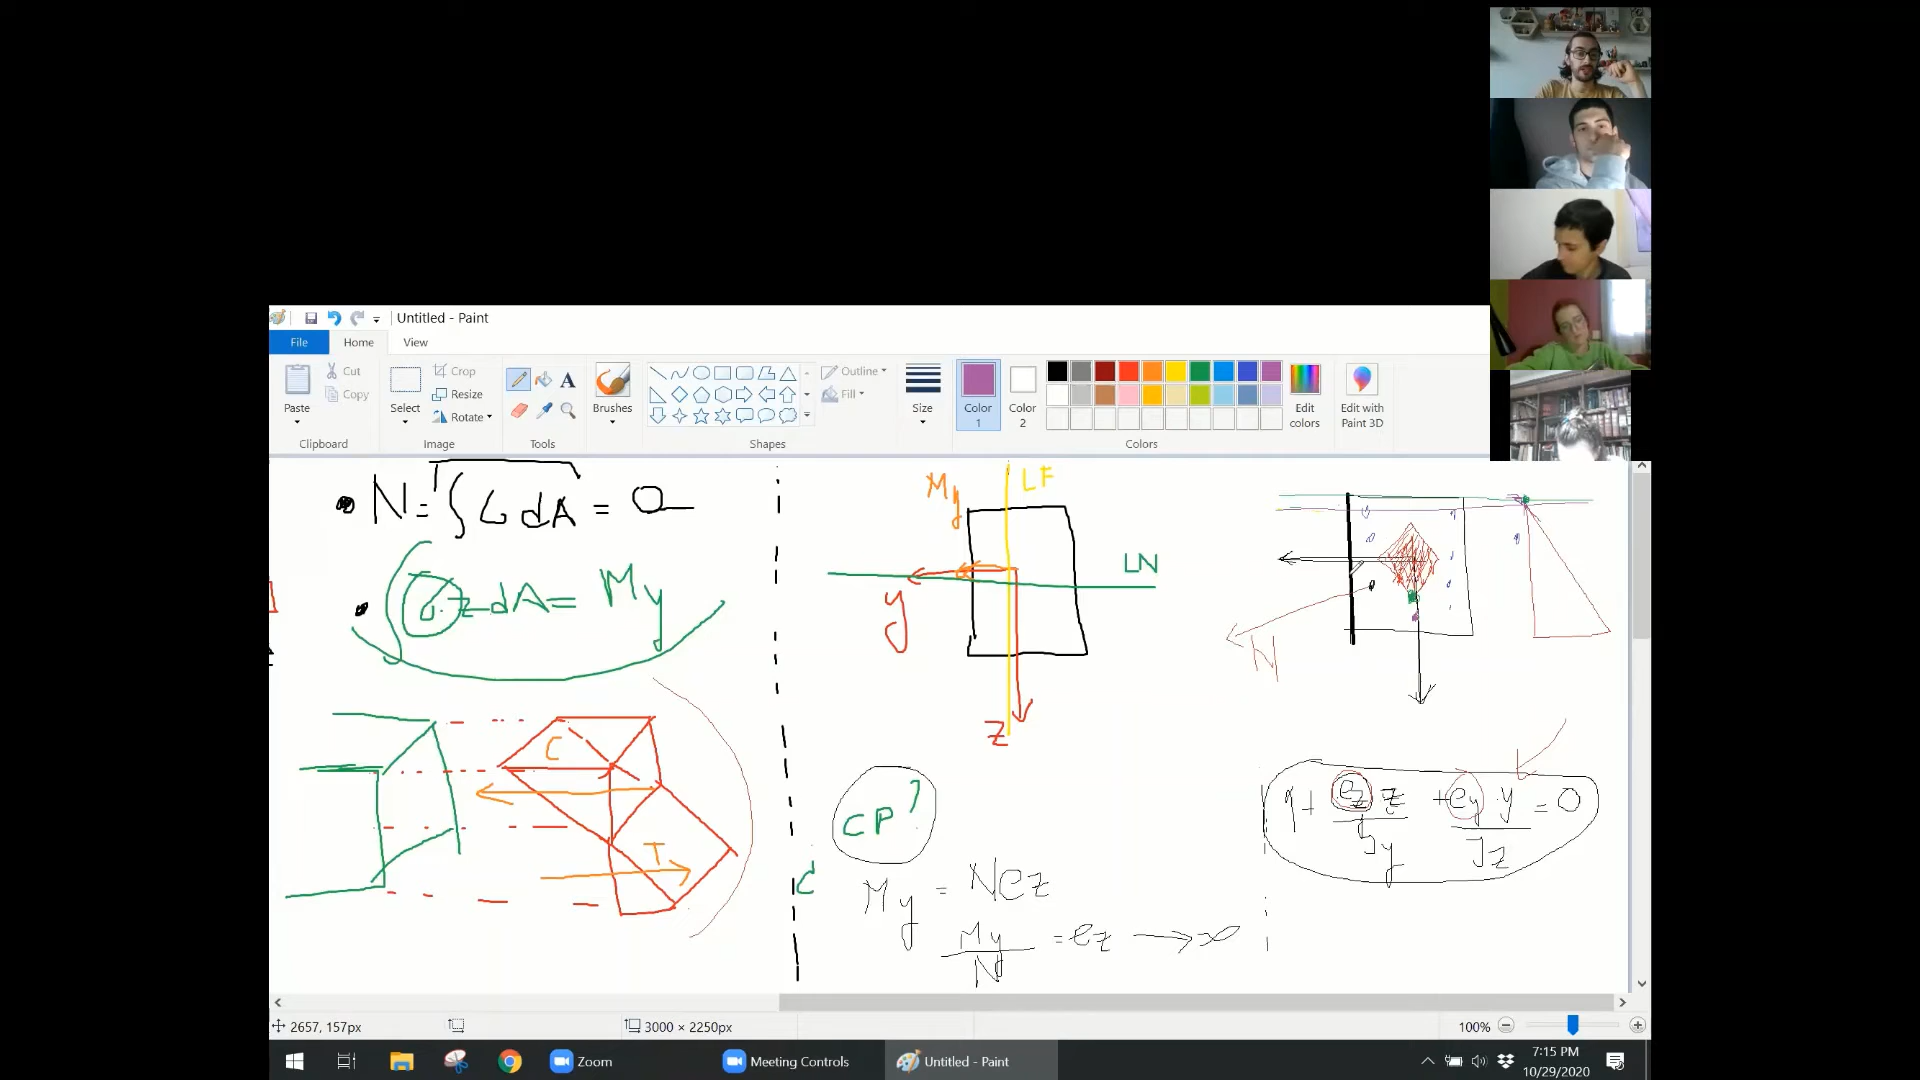 Untitled - Paint
File Home View
Paste
Cut
Copy
Clipboard
Select
Crop
Resize
Rotate
Image
A
Tools
Brushes
Outline
Fill
Shapes
Size
Color 1
Color 2
Edit colors
Colors
Edit with Paint 3D
N = ∫ σ dA = 0
σ z dA = My
C
T
My
LF
LN
y
z
CP?
My = N ez
My/N = ez → ∞
N
1 + ez z/Jy + ey y/Jz = 0
2657, 157px
3000 × 2250px
100%
Zoom
Meeting Controls
Untitled - Paint
7:15 PM
10/29/2020